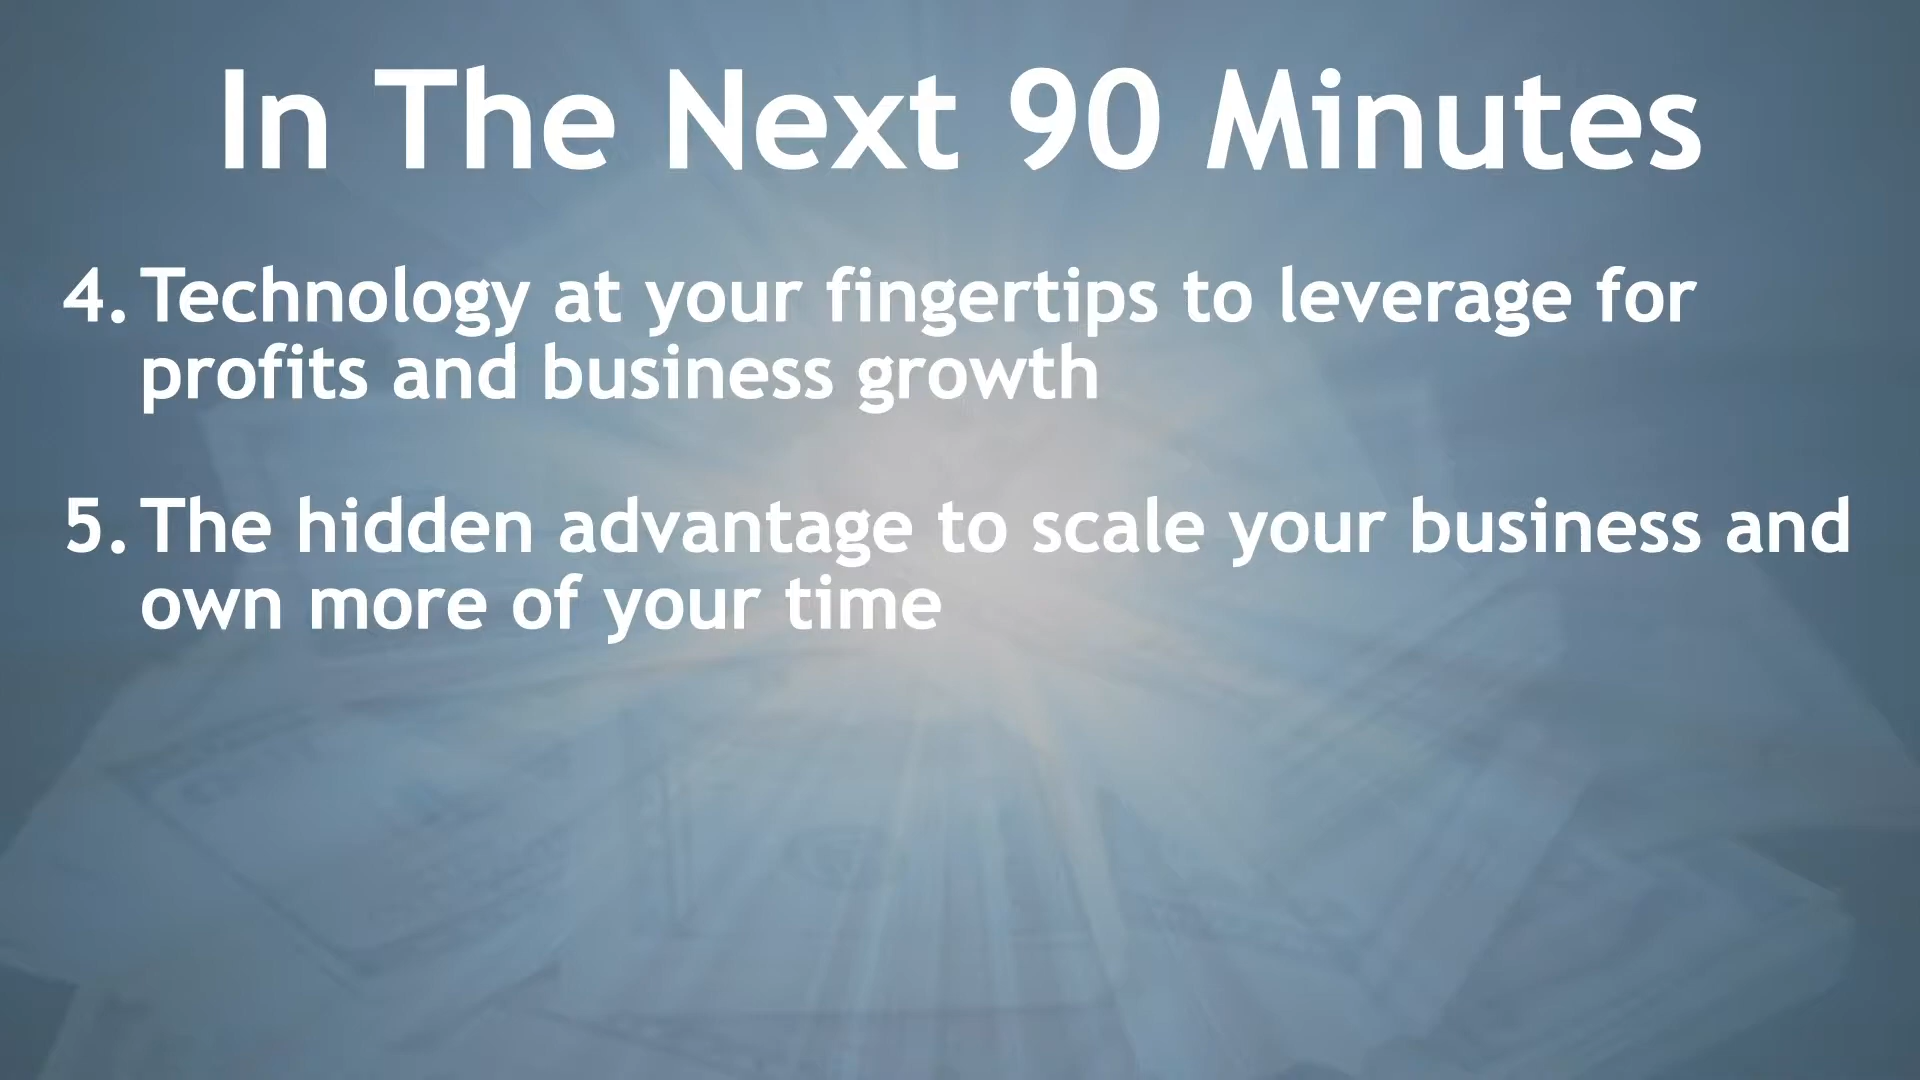 In The Next 90 Minutes
4. Technology at your fingertips to leverage for
profits and business growth
5. The hidden advantage to scale your business and
own more of your time